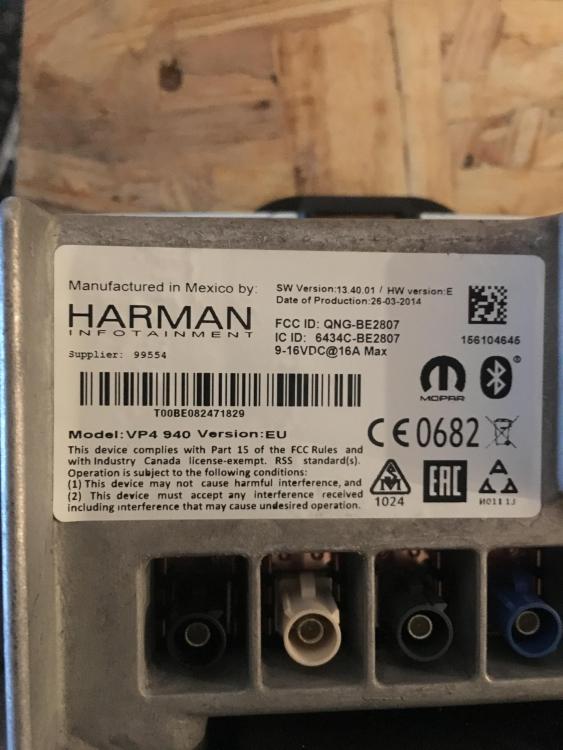 Manufactured in Mexico by:
HARMAN
INFOTAINMENT
Supplier: 99554
SW Version:13.40.01 / HW version:E
Date of Production:26-03-2014
FCC ID: QNG-BE2807
IC ID: 6434C-BE2807
9-16VDC@16A Max
156104645
T00BE082471829
MOPAR
®
Model:VP4 940 Version:EU
CE0682
This device complies with Part 15 of the FCC Rules and
with Industry Canada license-exempt. RSS standard(s).
Operation is subject to the following conditions:
(1) This device may not cause harmful interference, and
(2) This device must accept any interference received
including interference that may cause undesired operation.
1024
EAC